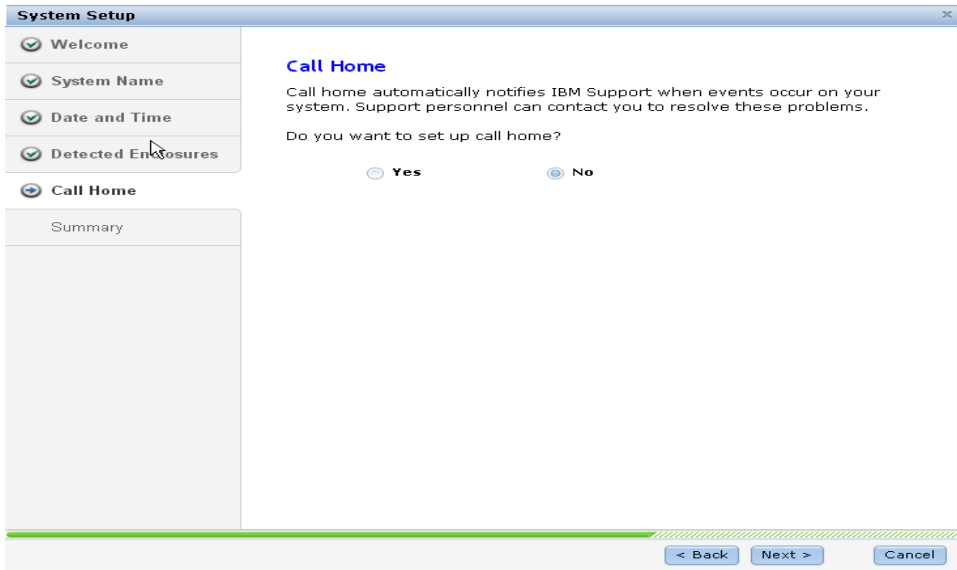 System Setup
Welcome
System Name
Date and Time
Detected Enclosures
Call Home
Summary
Call Home
Call home automatically notifies IBM Support when events occur on your
system. Support personnel can contact you to resolve these problems.
Do you want to set up call home?
Yes
No
< Back
Next >
Cancel